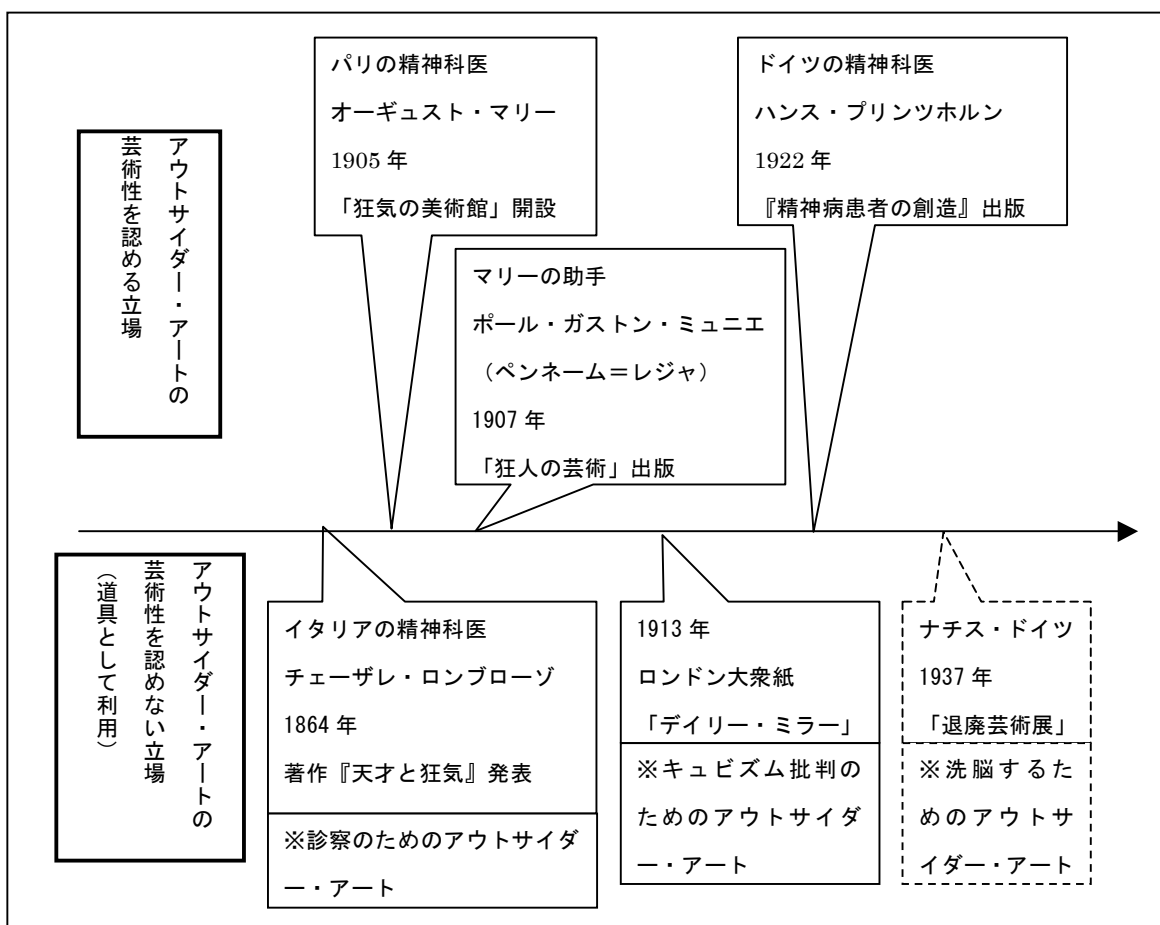 アウトサイダー・アートの
芸術性を認める立場
パリの精神科医
オーギュスト・マリー
1905 年
「狂気の美術館」開設
マリーの助手
ポール・ガストン・ミュニエ
（ペンネーム＝レジャ）
1907 年
「狂人の芸術」出版
ドイツの精神科医
ハンス・プリンツホルン
1922 年
『精神病患者の創造』出版
アウトサイダー・アートの
芸術性を認めない立場
（道具として利用）
イタリアの精神科医
チェーザレ・ロンブローゾ
1864 年
著作『天才と狂気』発表
※診察のためのアウトサイダ
ー・アート
1913 年
ロンドン大衆紙
「デイリー・ミラー」
※キュビズム批判の
ためのアウトサイダ
ー・アート
ナチス・ドイツ
1937 年
「退廃芸術展」
※洗脳するた
めのアウトサ
イダー・アート